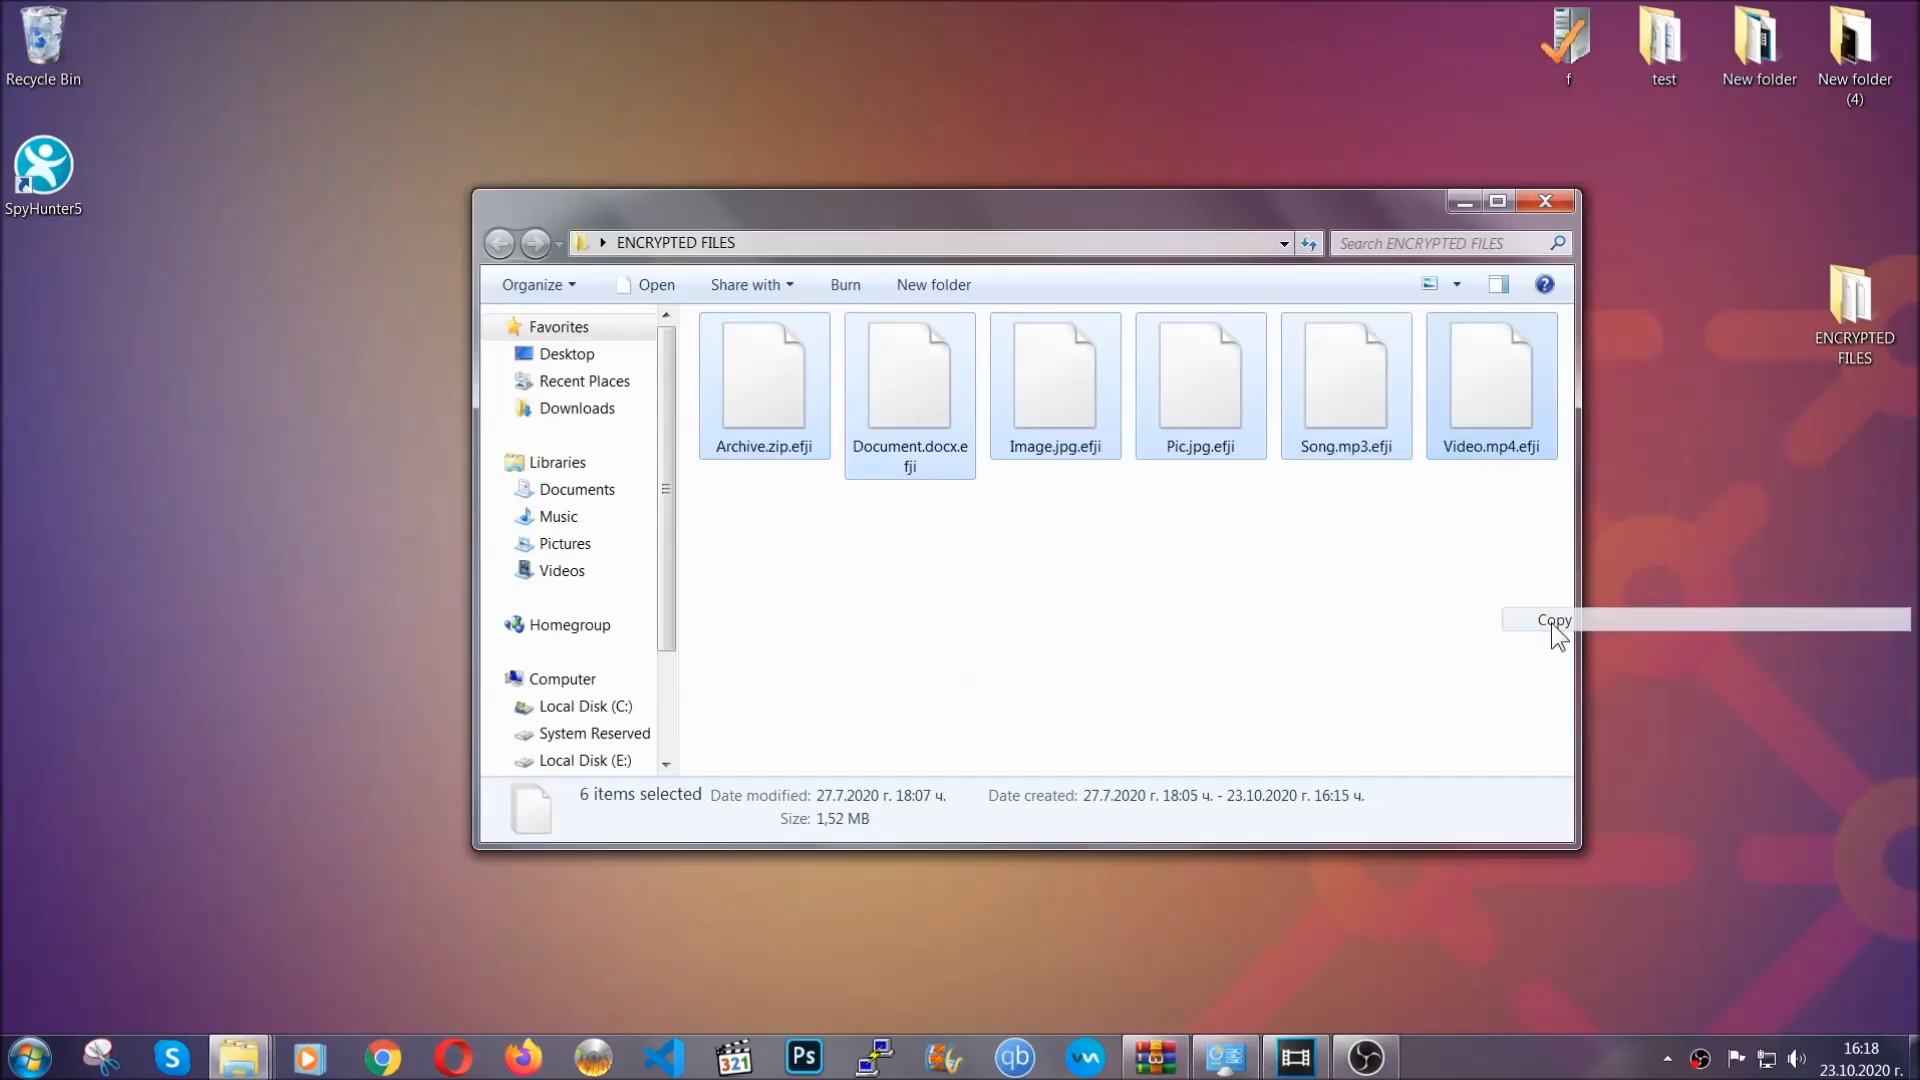 Recycle Bin
SpyHunter5
f
test
New folder
New folder
(4)
ENCRYPTED
FILES
ENCRYPTED FILES
Search ENCRYPTED FILES
Organize
Open
Share with
Burn
New folder
Favorites
Desktop
Recent Places
Downloads
Libraries
Documents
Music
Pictures
Videos
Homegroup
Computer
Local Disk (C:)
System Reserved
Local Disk (E:)
Archive.zip.efji
Document.docx.e
fji
Image.jpg.efji
Pic.jpg.efji
Song.mp3.efji
Video.mp4.efji
Copy
6 items selected
Date modified: 27.7.2020 г. 18:07 ч.
Date created: 27.7.2020 г. 18:05 ч. - 23.10.2020 г. 16:15 ч.
Size: 1,52 MB
S
321
Ps
qb
16:18
23.10.2020 г.